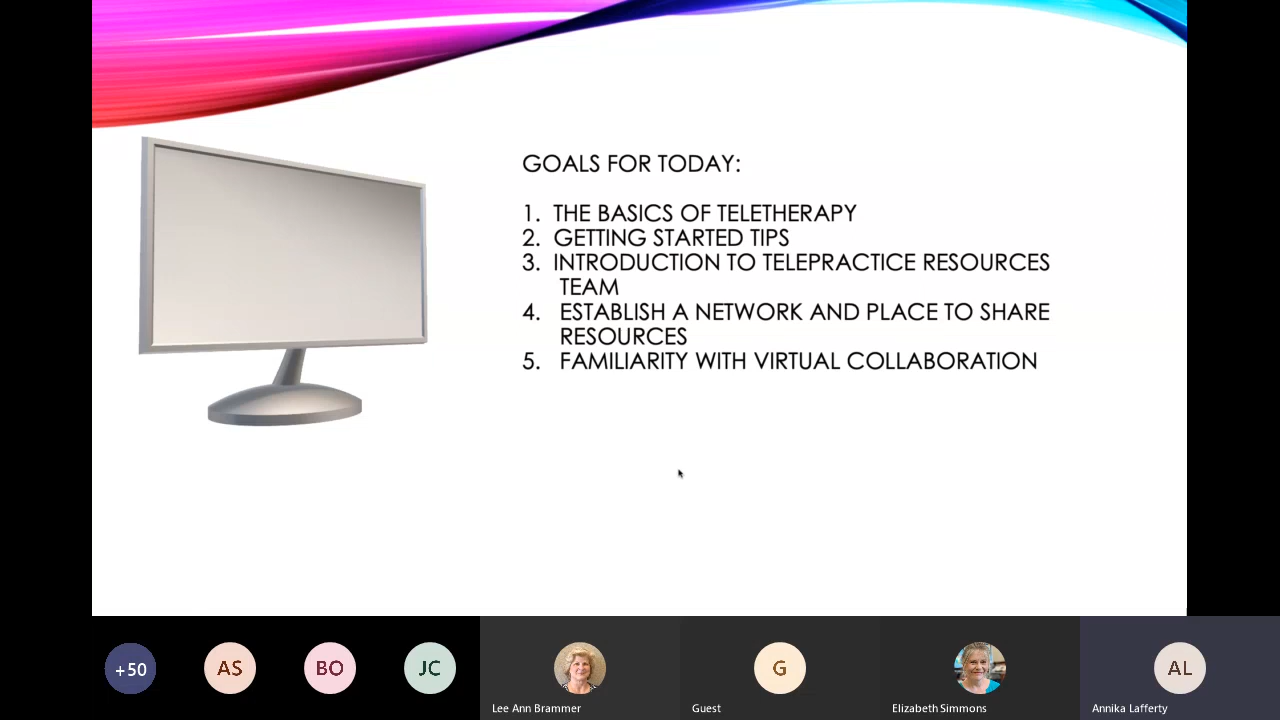 GOALS FOR TODAY:
1. THE BASICS OF TELETHERAPY
2. GETTING STARTED TIPS
3. INTRODUCTION TO TELEPRACTICE RESOURCES
TEAM
4. ESTABLISH A NETWORK AND PLACE TO SHARE
RESOURCES
5. FAMILIARITY WITH VIRTUAL COLLABORATION
+50
AS
BO
JC
G
AL
Lee Ann Brammer
Guest
Elizabeth Simmons
Annika Lafferty